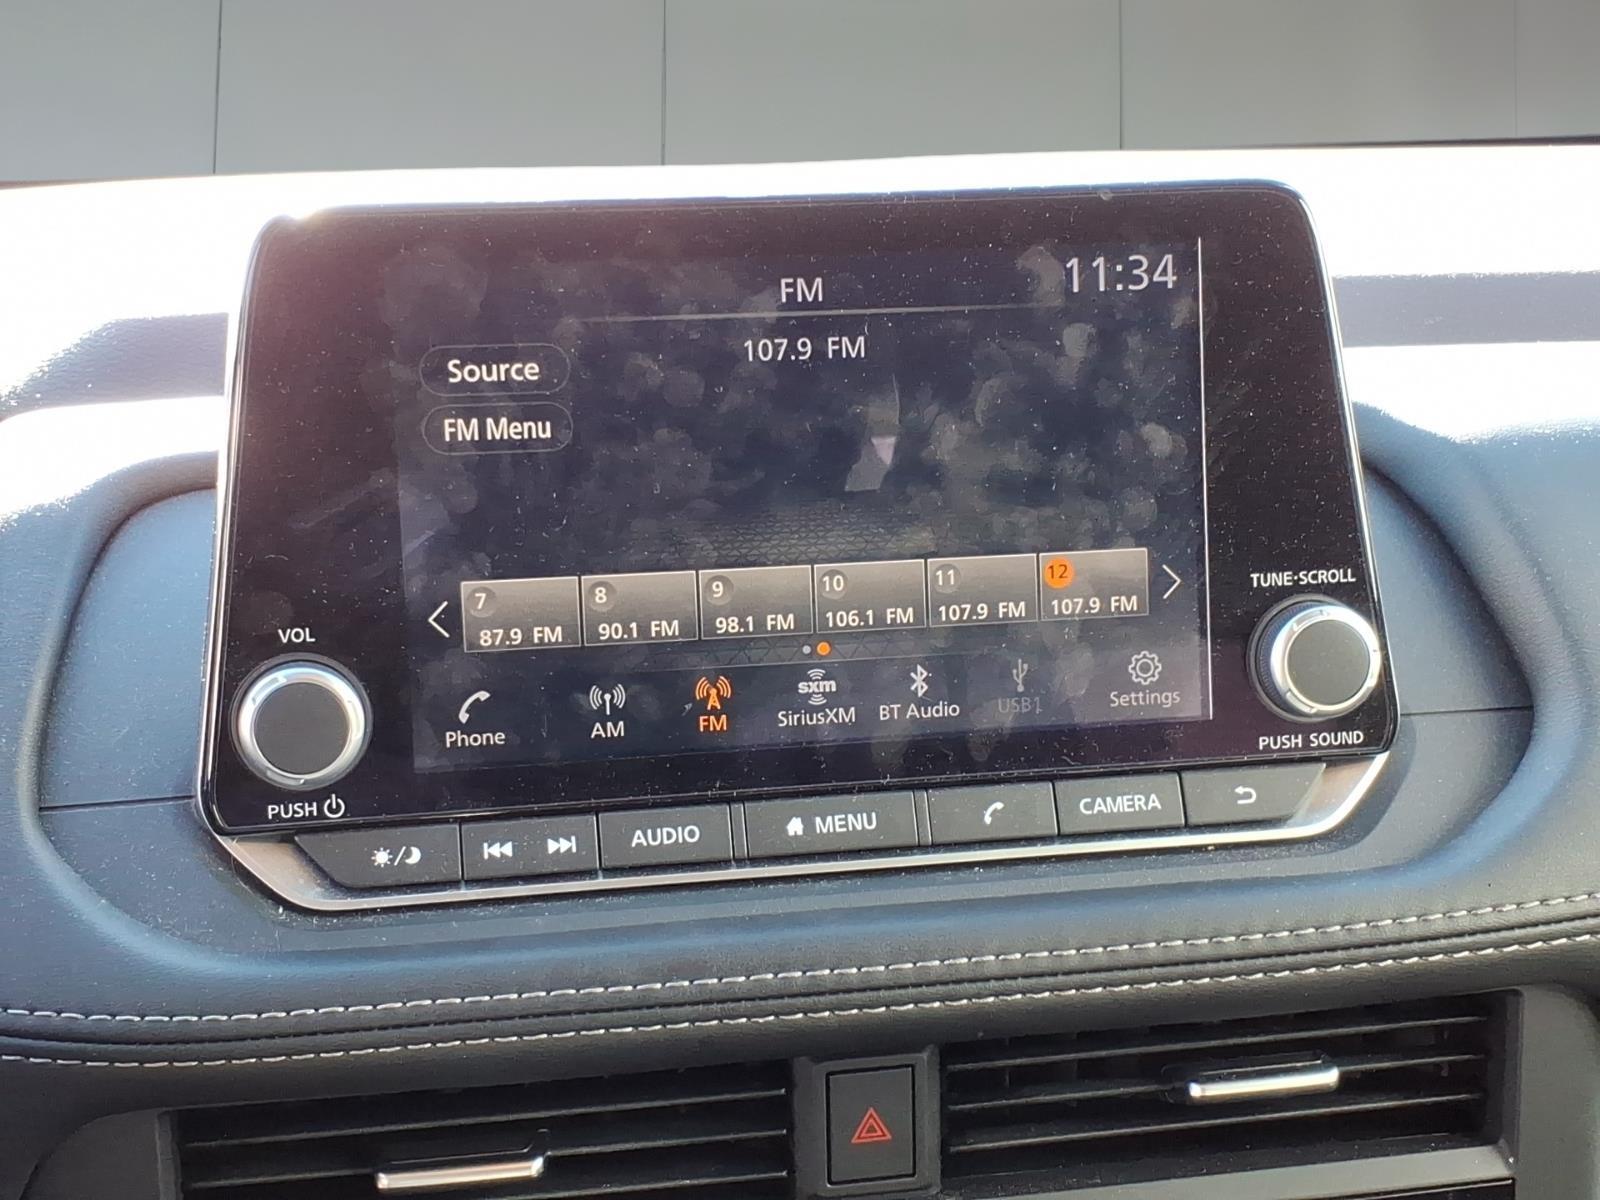 FM
11:34
107.9 FM
Source
FM Menu
7
8
9
10
11
12
87.9 FM
90.1 FM
98.1 FM
106.1 FM
107.9 FM
107.9 FM
Phone
AM
FM
sxm
SiriusXM
BT Audio
USB1
Settings
VOL
PUSH
TUNE·SCROLL
PUSH SOUND
AUDIO
MENU
CAMERA